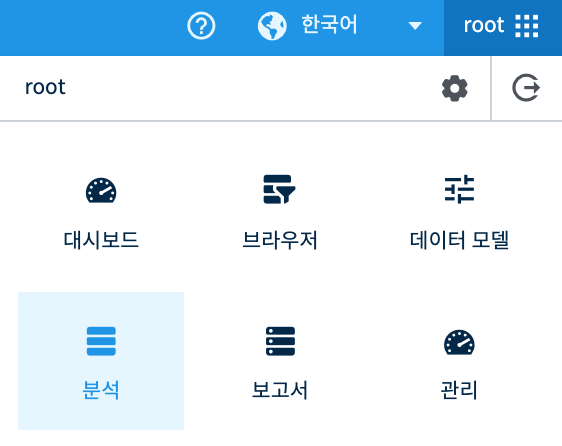 한국어
root
root
대시보드
브라우저
데이터 모델
분석
보고서
관리